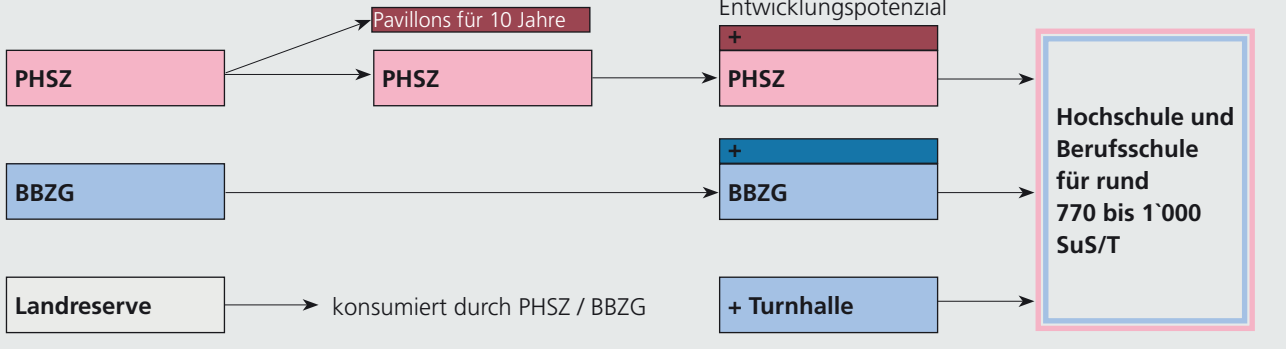 Entwicklungspotenzial
Pavillons für 10 Jahre
+
PHSZ
PHSZ
PHSZ
+
BBZG
BBZG
Hochschule und
Berufsschule
für rund
770 bis 1`000
SuS/T
Landreserve
konsumiert durch PHSZ / BBZG
+ Turnhalle